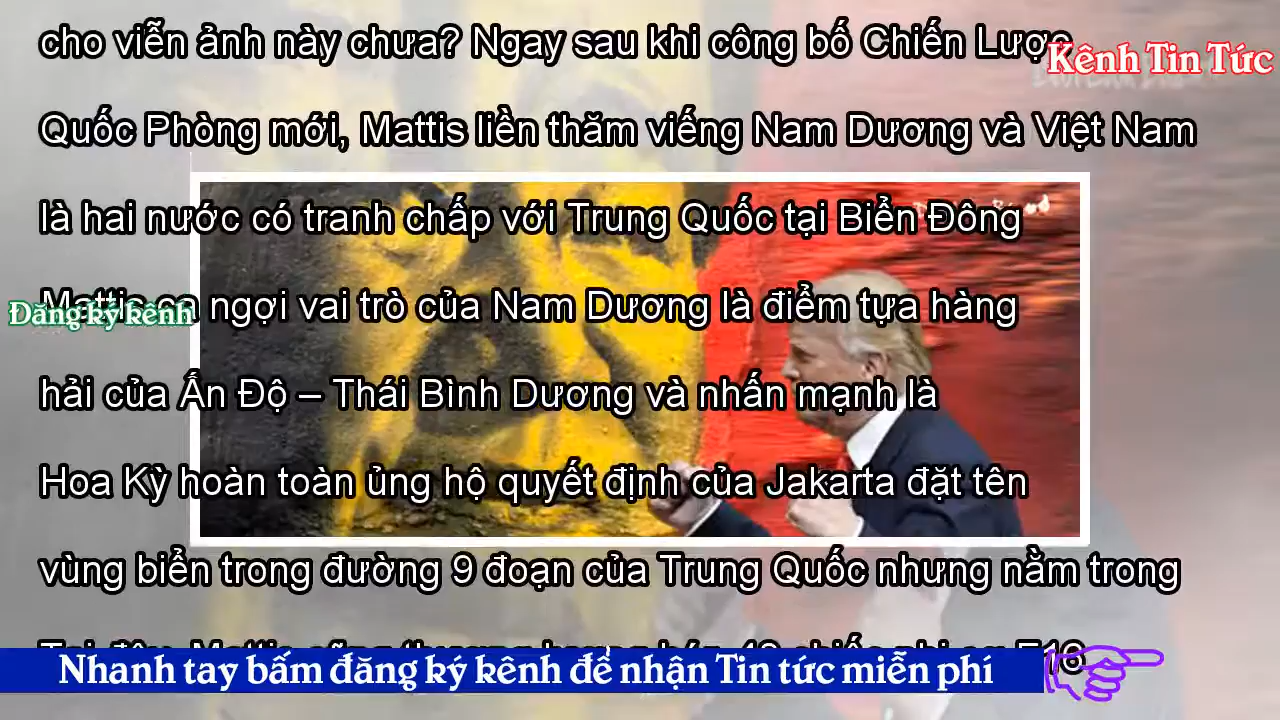 cho viễn ảnh này chưa? Ngay sau khi công bố Chiến Lược
Kênh Tin Tức
Quốc Phòng mới, Mattis liền thăm viếng Nam Dương và Việt Nam
là hai nước có tranh chấp với Trung Quốc tại Biển Đông
Mattis ca ngợi vai trò của Nam Dương là điểm tựa hàng
Đăng ký kênh
hải của Ấn Độ – Thái Bình Dương và nhấn mạnh là
Hoa Kỳ hoàn toàn ủng hộ quyết định của Jakarta đặt tên
vùng biển trong đường 9 đoạn của Trung Quốc nhưng nằm trong
Nhanh tay bấm đăng ký kênh để nhận Tin tức miễn phí